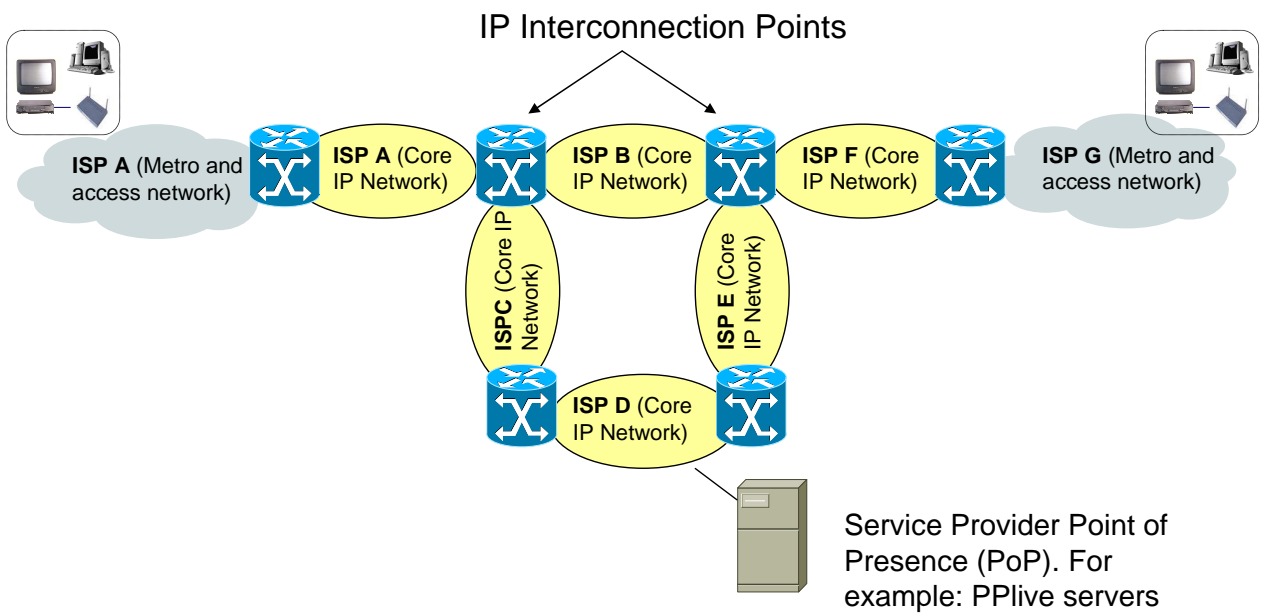 IP Interconnection Points
ISP A (Metro and
access network)
ISP A (Core
IP Network)
ISP B (Core
IP Network)
ISP F (Core
IP Network)
ISP G (Metro and
access network)
ISPC (Core IP
Network)
ISP E (Core
IP Network)
ISP D (Core
IP Network)
Service Provider Point of
Presence (PoP). For
example: PPlive servers